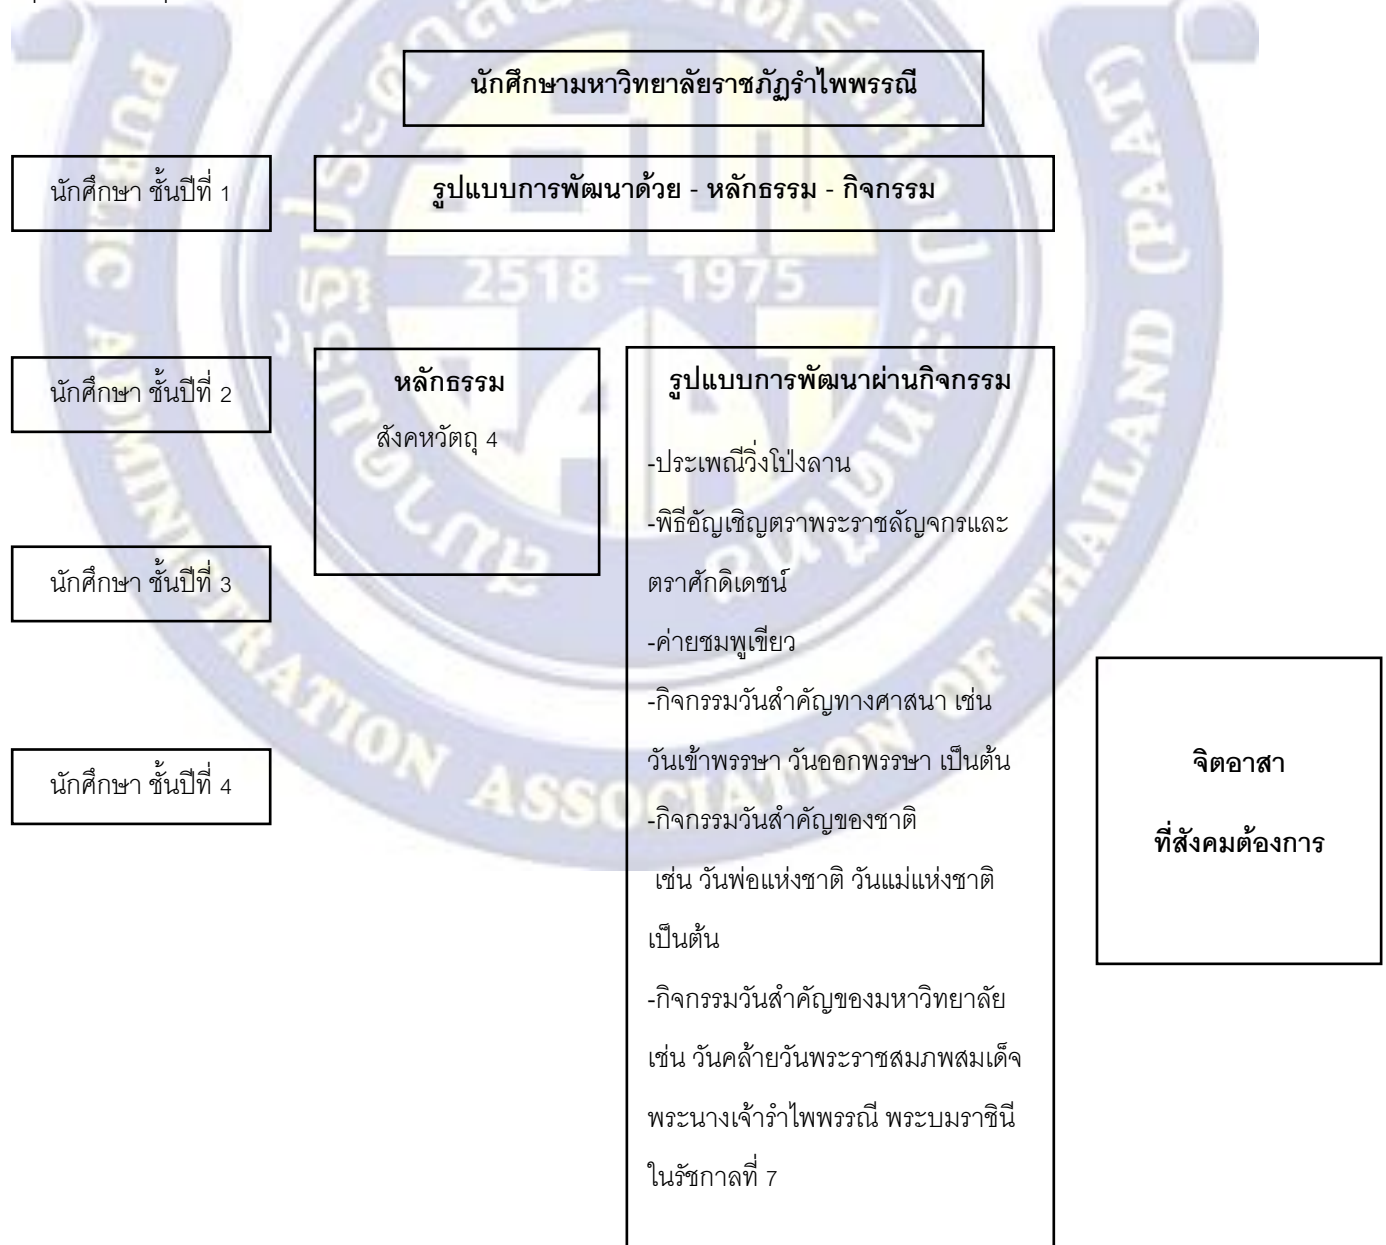 นักศึกษามหาวิทยาลัยราชภัฏรำไพพรรณี
นักศึกษา ชั้นปีที่ 1
รูปแบบการพัฒนาด้วย - หลักธรรม - กิจกรรม
2518 – 1975
นักศึกษา ชั้นปีที่ 2
นักศึกษา ชั้นปีที่ 3
นักศึกษา ชั้นปีที่ 4
หลักธรรม
สังคหวัตถุ 4
รูปแบบการพัฒนาผ่านกิจกรรม
-ประเพณีวิ่งโป่งลาน
-พิธีอัญเชิญตราพระราชลัญจกรและ
ตราศักดิเดชน์
-ค่ายชมพูเขียว
-กิจกรรมวันสำคัญทางศาสนา เช่น
วันเข้าพรรษา วันออกพรรษา เป็นต้น
-กิจกรรมวันสำคัญของชาติ
เช่น วันพ่อแห่งชาติ วันแม่แห่งชาติ
เป็นต้น
-กิจกรรมวันสำคัญของมหาวิทยาลัย
เช่น วันคล้ายวันพระราชสมภพสมเด็จ
พระนางเจ้ารำไพพรรณี พระบมราชินี
ในรัชกาลที่ 7
จิตอาสา
ที่สังคมต้องการ
PUBLIC ADMINISTRATION ASSOCIATION OF THAILAND (PAAT)